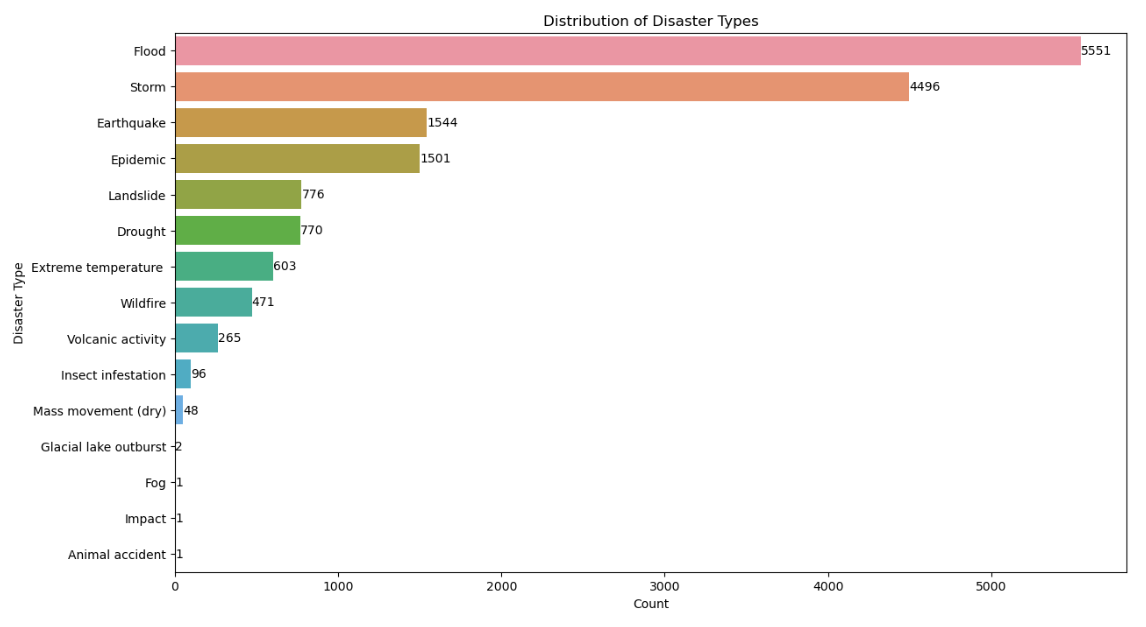 Distribution of Disaster Types
Flood 5551
Storm 4496
Earthquake 1544
Epidemic 1501
Landslide 776
Drought 770
Extreme temperature 603
Wildfire 471
Volcanic activity 265
Insect infestation 96
Mass movement (dry) 48
Glacial lake outburst 2
Fog 1
Impact 1
Animal accident 1
Disaster Type
0 1000 2000 3000 4000 5000
Count